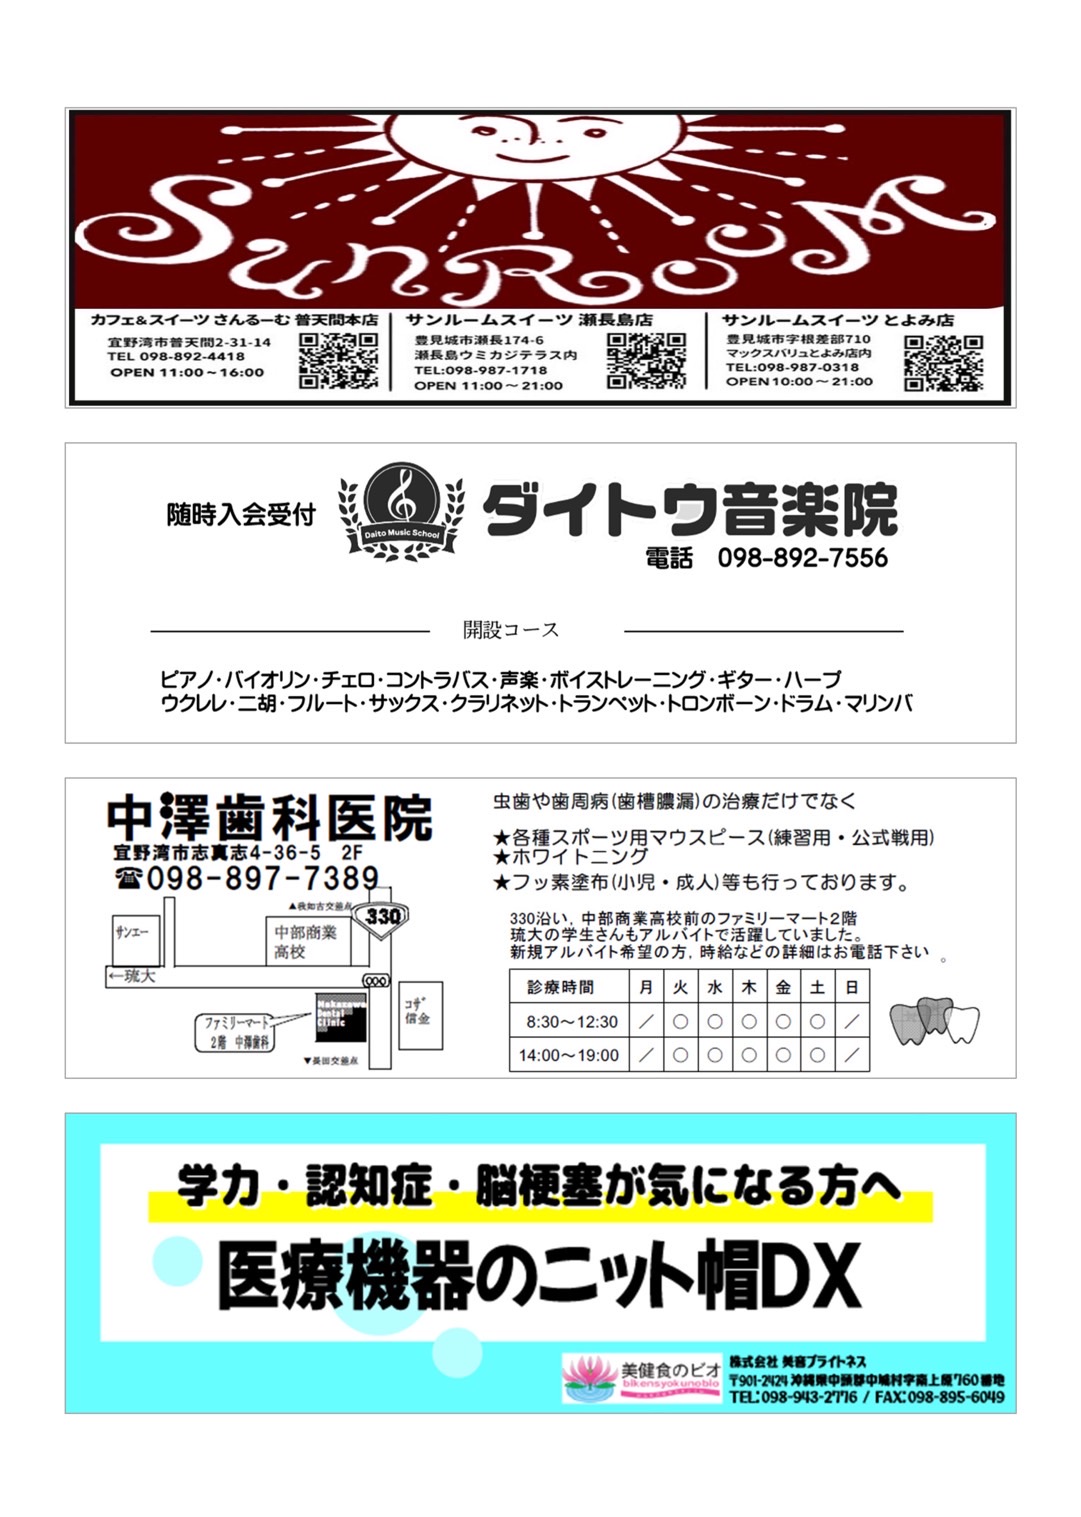 SunRooM
カフェ&スイーツ さんるーむ 普天間本店
宜野湾市普天間2-31-14
TEL 098-892-4418
OPEN 11:00～16:00
サンルームスイーツ 瀬長島店
豊見城市瀬長174-6
瀬長島ウミカジテラス内
TEL:098-987-1718
OPEN 11:00～21:00
サンルームスイーツ とよみ店
豊見城市字根差部710
マックスバリュとよみ店内
TEL:098-987-0318
OPEN 10:00～21:00
随時入会受付
Daito Music School
ダイトウ音楽院
電話 098-892-7556
開設コース
ピアノ・バイオリン・チェロ・コントラバス・声楽・ボイストレーニング・ギター・ハープ
ウクレレ・二胡・フルート・サックス・クラリネット・トランペット・トロンボーン・ドラム・マリンバ
中澤歯科医院
宜野湾市志真志4-36-5 2F
☎098-897-7389
▲我如古交差点
330
サンエー
中部商業
高校
←琉大
Nakazawa
Dental
Clinic
コザ
信金
ファミリーマート
2階 中澤歯科
▼長田交差点
虫歯や歯周病(歯槽膿漏)の治療だけでなく
★各種スポーツ用マウスピース(練習用・公式戦用)
★ホワイトニング
★フッ素塗布(小児・成人)等も行っております。
330沿い, 中部商業高校前のファミリーマート2階
琉大の学生さんもアルバイトで活躍していました。
新規アルバイト希望の方, 時給などの詳細はお電話下さい 。
診療時間 月 火 水 木 金 土 日
8:30～12:30 ／ ○ ○ ○ ○ ○ ／
14:00～19:00 ／ ○ ○ ○ ○ ○ ／
学力・認知症・脳梗塞が気になる方へ
医療機器のニット帽DX
美健食のビオ
bikensyokunobio
株式会社 美容ブライトネス
〒901-2424 沖縄県中頭郡中城村字南上原760番地
TEL:098-943-2776 / FAX:098-895-6049